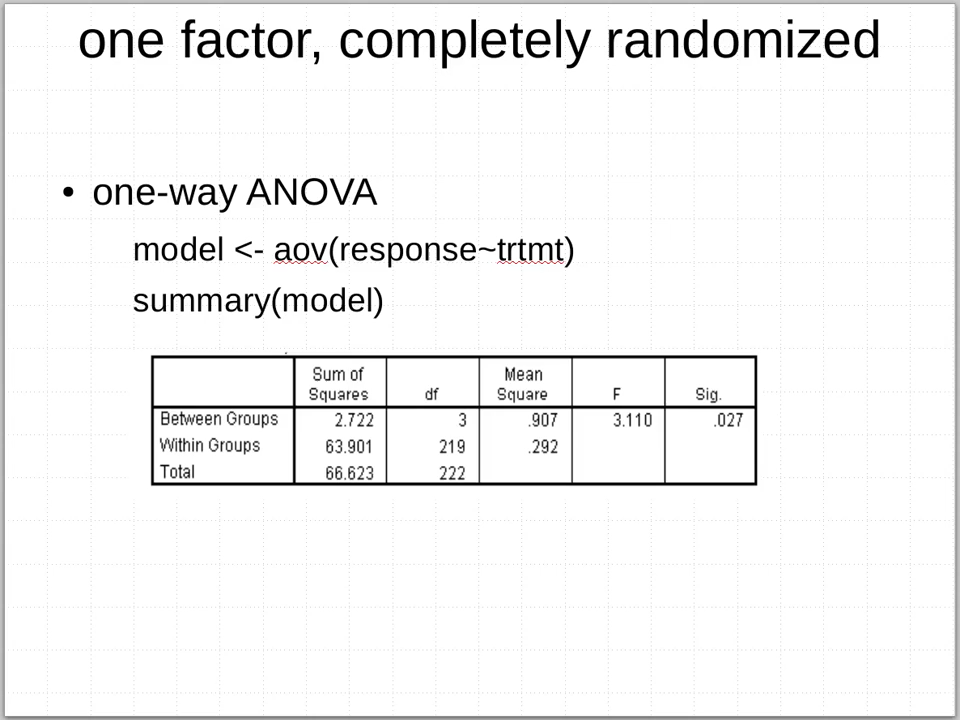 one factor, completely randomized
• one-way ANOVA
model <- aov(response~trtmt)
summary(model)
Sum of Squares df Mean Square F Sig.
Between Groups 2.722 3 .907 3.110 .027
Within Groups 63.901 219 .292
Total 66.623 222